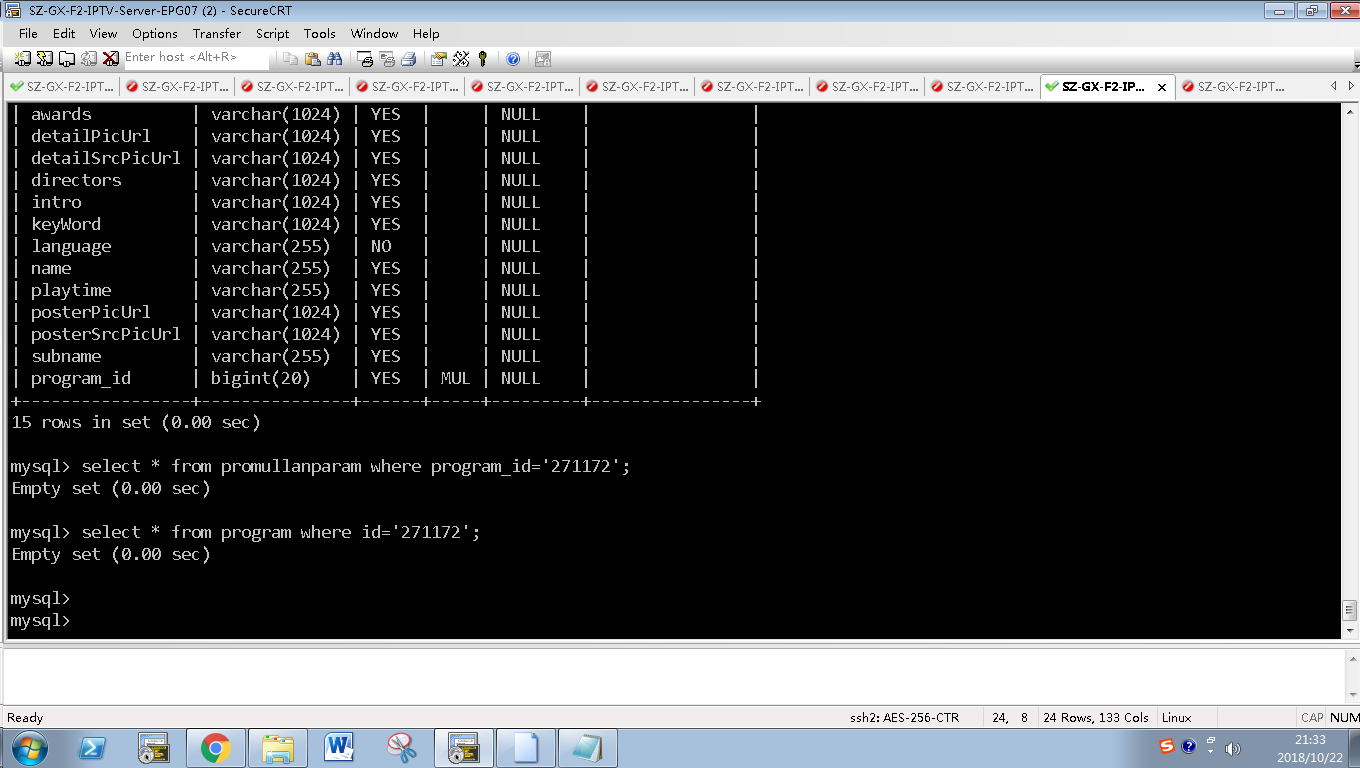 SZ-GX-F2-IPTV-Server-EPG07 (2) - SecureCRT
File Edit View Options Transfer Script Tools Window Help
Enter host <Alt+R>
SZ-GX-F2-IPT... SZ-GX-F2-IPT... SZ-GX-F2-IPT... SZ-GX-F2-IPT... SZ-GX-F2-IPT... SZ-GX-F2-IPT... SZ-GX-F2-IPT... SZ-GX-F2-IPT... SZ-GX-F2-IPT... SZ-GX-F2-IP... x SZ-GX-F2-IPT...
| awards | varchar(1024) | YES | | NULL | |
| detailPicUrl | varchar(1024) | YES | | NULL | |
| detailSrcPicUrl | varchar(1024) | YES | | NULL | |
| directors | varchar(1024) | YES | | NULL | |
| intro | varchar(1024) | YES | | NULL | |
| keyWord | varchar(1024) | YES | | NULL | |
| language | varchar(255) | NO | | NULL | |
| name | varchar(255) | YES | | NULL | |
| playtime | varchar(255) | YES | | NULL | |
| posterPicUrl | varchar(1024) | YES | | NULL | |
| posterSrcPicUrl | varchar(1024) | YES | | NULL | |
| subname | varchar(255) | YES | | NULL | |
| program_id | bigint(20) | YES | MUL | NULL | |
+-----------------+---------------+------+-----+---------+----------------+
15 rows in set (0.00 sec)
mysql> select * from promullanparam where program_id='271172';
Empty set (0.00 sec)
mysql> select * from program where id='271172';
Empty set (0.00 sec)
mysql>
mysql>
Ready ssh2: AES-256-CTR 24, 8 24 Rows, 133 Cols Linux CAP NUM
21:33
2018/10/22